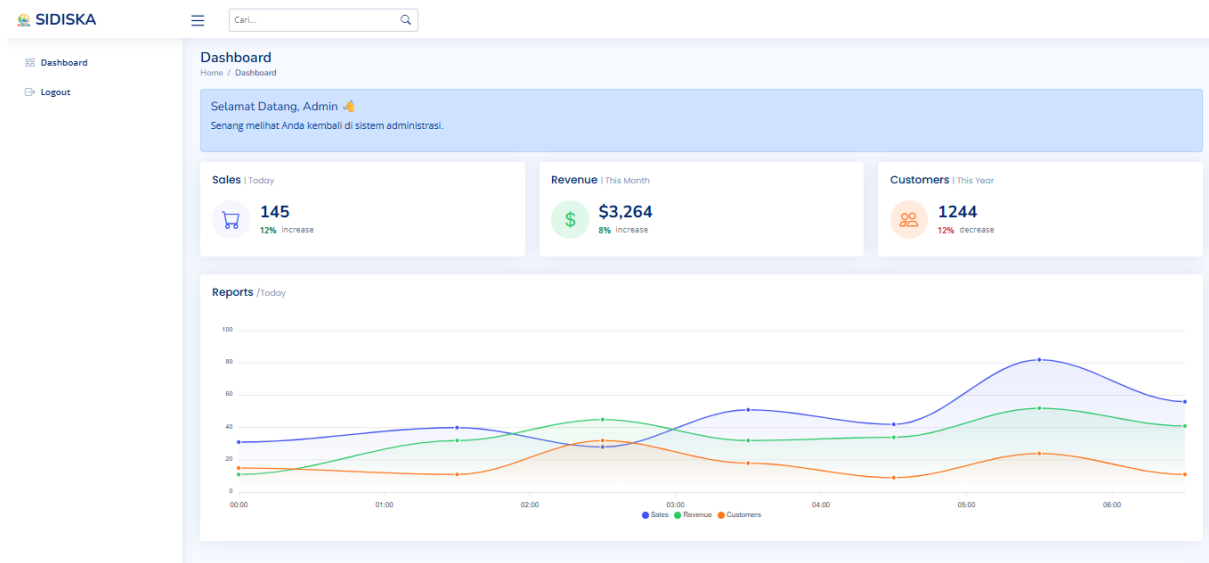 SIDISKA
Cari...
Dashboard
Logout
Dashboard
Home / Dashboard
Selamat Datang, Admin 👋
Senang melihat Anda kembali di sistem administrasi.
Sales | Today
145
12% increase
Revenue | This Month
$3,264
8% increase
Customers | This Year
1244
12% decrease
Reports /Today
100
80
60
40
20
0
00:00 01:00 02:00 03:00 04:00 05:00 06:00
Sales Revenue Customers